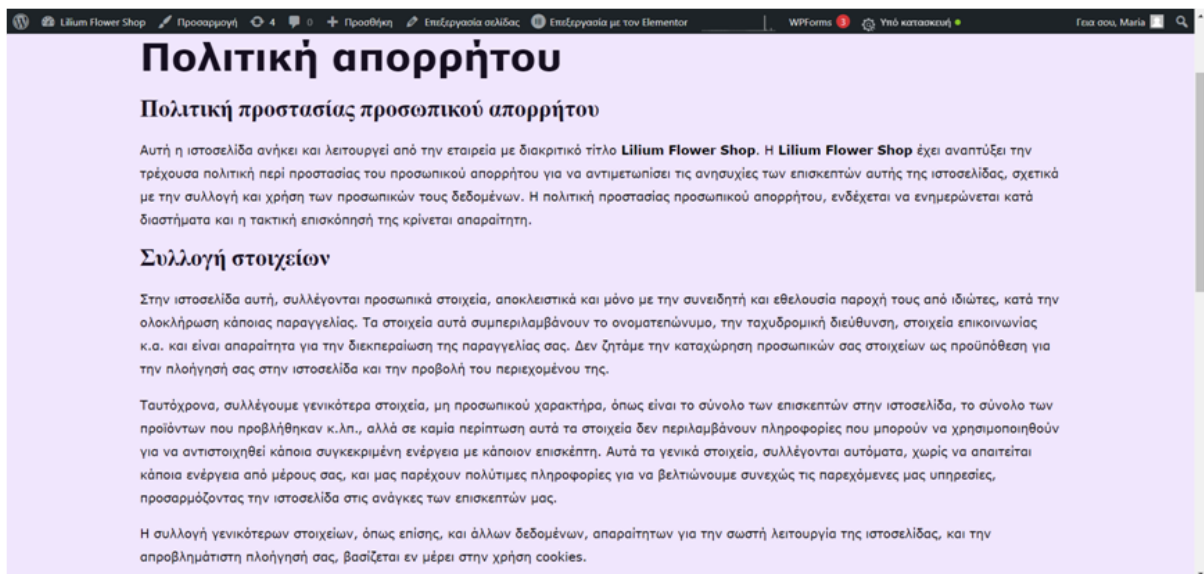 Lilium Flower Shop Προσαρμογή 4 0 Προσθήκη Επεξεργασία σελίδας Επεξεργασία με τον Elementor WPForms 3 Υπό κατασκευή Γεια σου, Maria
Πολιτική απορρήτου
Πολιτική προστασίας προσωπικού απορρήτου
Αυτή η ιστοσελίδα ανήκει και λειτουργεί από την εταιρεία με διακριτικό τίτλο Lilium Flower Shop. Η Lilium Flower Shop έχει αναπτύξει την
τρέχουσα πολιτική περί προστασίας του προσωπικού απορρήτου για να αντιμετωπίσει τις ανησυχίες των επισκεπτών αυτής της ιστοσελίδας, σχετικά
με την συλλογή και χρήση των προσωπικών τους δεδομένων. Η πολιτική προστασίας προσωπικού απορρήτου, ενδέχεται να ενημερώνεται κατά
διαστήματα και η τακτική επισκόπησή της κρίνεται απαραίτητη.
Συλλογή στοιχείων
Στην ιστοσελίδα αυτή, συλλέγονται προσωπικά στοιχεία, αποκλειστικά και μόνο με την συνειδητή και εθελουσία παροχή τους από ιδιώτες, κατά την
ολοκλήρωση κάποιας παραγγελίας. Τα στοιχεία αυτά συμπεριλαμβάνουν το ονοματεπώνυμο, την ταχυδρομική διεύθυνση, στοιχεία επικοινωνίας
κ.α. και είναι απαραίτητα για την διεκπεραίωση της παραγγελίας σας. Δεν ζητάμε την καταχώρηση προσωπικών σας στοιχείων ως προϋπόθεση για
την πλοήγησή σας στην ιστοσελίδα και την προβολή του περιεχομένου της.
Ταυτόχρονα, συλλέγουμε γενικότερα στοιχεία, μη προσωπικού χαρακτήρα, όπως είναι το σύνολο των επισκεπτών στην ιστοσελίδα, το σύνολο των
προϊόντων που προβλήθηκαν κ.λπ., αλλά σε καμία περίπτωση αυτά τα στοιχεία δεν περιλαμβάνουν πληροφορίες που μπορούν να χρησιμοποιηθούν
για να αντιστοιχηθεί κάποια συγκεκριμένη ενέργεια με κάποιον επισκέπτη. Αυτά τα γενικά στοιχεία, συλλέγονται αυτόματα, χωρίς να απαιτείται
κάποια ενέργεια από μέρους σας, και μας παρέχουν πολύτιμες πληροφορίες για να βελτιώνουμε συνεχώς τις παρεχόμενες μας υπηρεσίες,
προσαρμόζοντας την ιστοσελίδα στις ανάγκες των επισκεπτών μας.
Η συλλογή γενικότερων στοιχείων, όπως επίσης, και άλλων δεδομένων, απαραίτητων για την σωστή λειτουργία της ιστοσελίδας, και την
απροβλημάτιστη πλοήγησή σας, βασίζεται εν μέρει στην χρήση cookies.